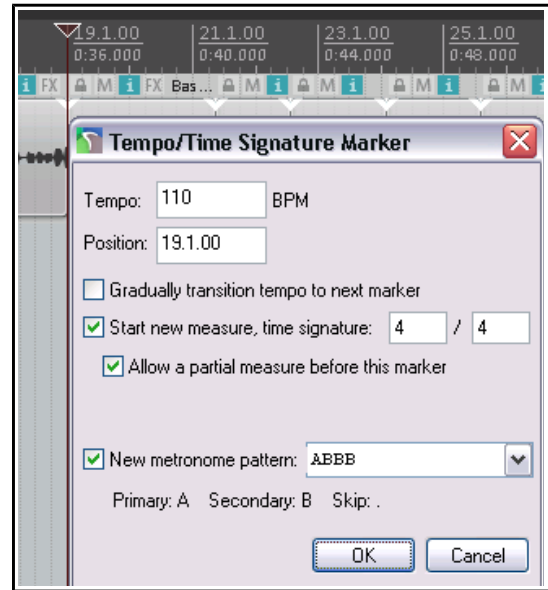 19.1.00 21.1.00 23.1.00 25.1.00
0:36.000 0:40.000 0:44.000 0:48.000
i FX M i FX Bas... M i M i M i M i
Tempo/Time Signature Marker
Tempo: 110 BPM
Position: 19.1.00
Gradually transition tempo to next marker
Start new measure, time signature: 4 / 4
Allow a partial measure before this marker
New metronome pattern: ABBB
Primary: A Secondary: B Skip: .
OK Cancel